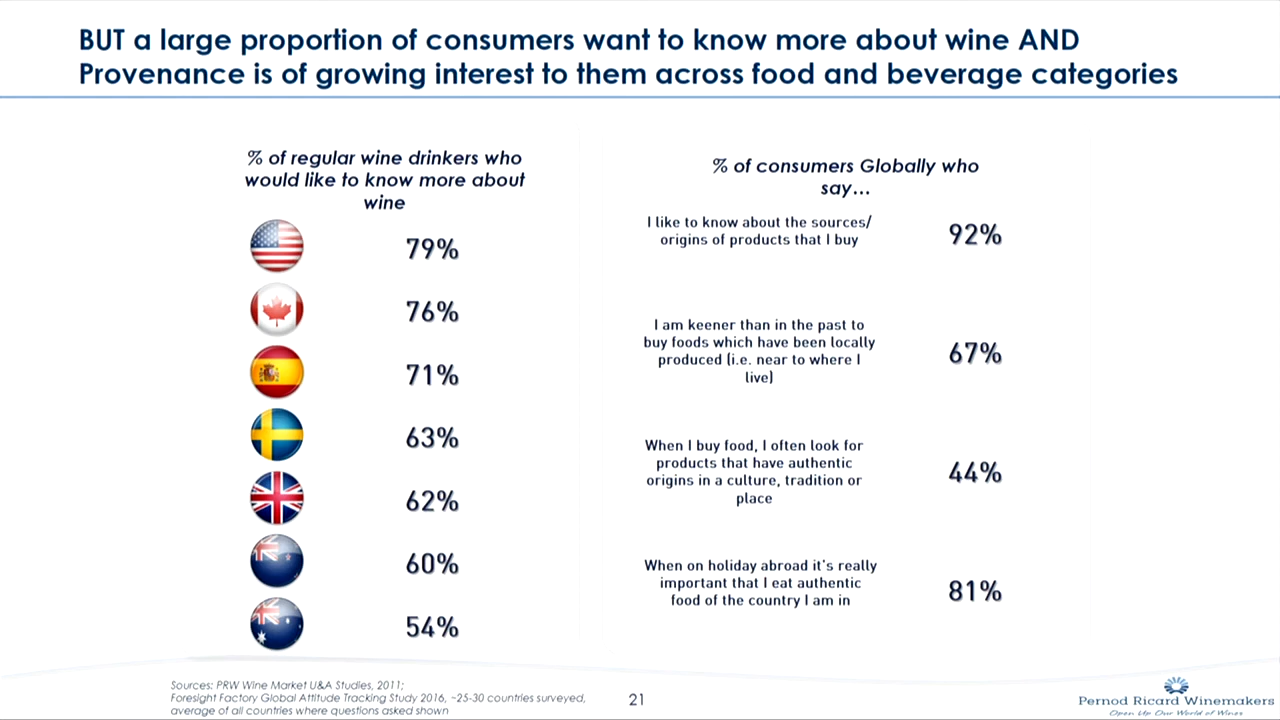 BUT a large proportion of consumers want to know more about wine AND
Provenance is of growing interest to them across food and beverage categories
% of regular wine drinkers who
would like to know more about
wine
79%
76%
71%
63%
62%
60%
54%
% of consumers Globally who
say…
I like to know about the sources/
origins of products that I buy
92%
I am keener than in the past to
buy foods which have been locally
produced (i.e. near to where I
live)
67%
When I buy food, I often look for
products that have authentic
origins in a culture, tradition or
place
44%
When on holiday abroad it's really
important that I eat authentic
food of the country I am in
81%
Sources: PRW Wine Market U&A Studies, 2011;
Foresight Factory Global Attitude Tracking Study 2016, ~25-30 countries surveyed,
average of all countries where questions asked shown
21
Pernod Ricard Winemakers
Open Up Our World of Wines